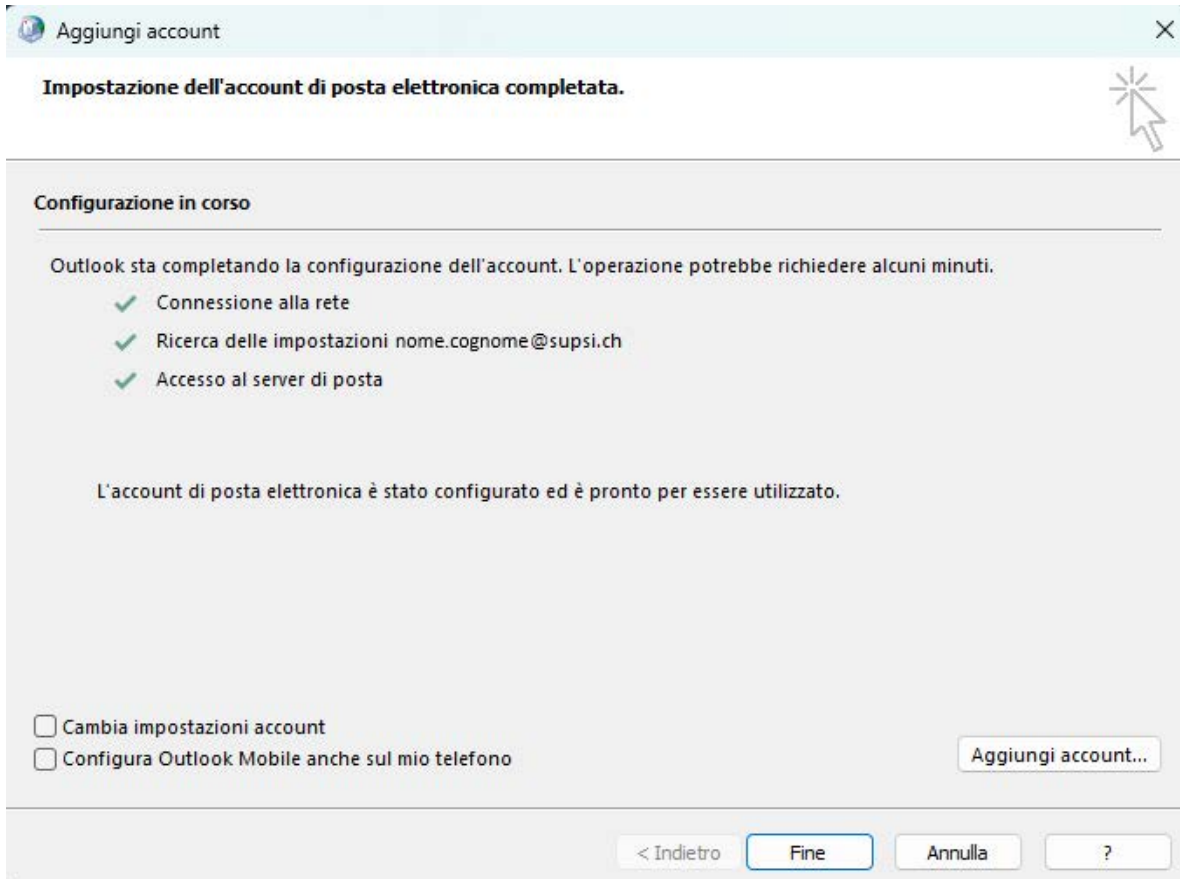 Aggiungi account
Impostazione dell'account di posta elettronica completata.
Configurazione in corso
Outlook sta completando la configurazione dell'account. L'operazione potrebbe richiedere alcuni minuti.
Connessione alla rete
Ricerca delle impostazioni nome.cognome@supsi.ch
Accesso al server di posta
L'account di posta elettronica è stato configurato ed è pronto per essere utilizzato.
Cambia impostazioni account
Configura Outlook Mobile anche sul mio telefono
Aggiungi account...
< Indietro
Fine
Annulla
?